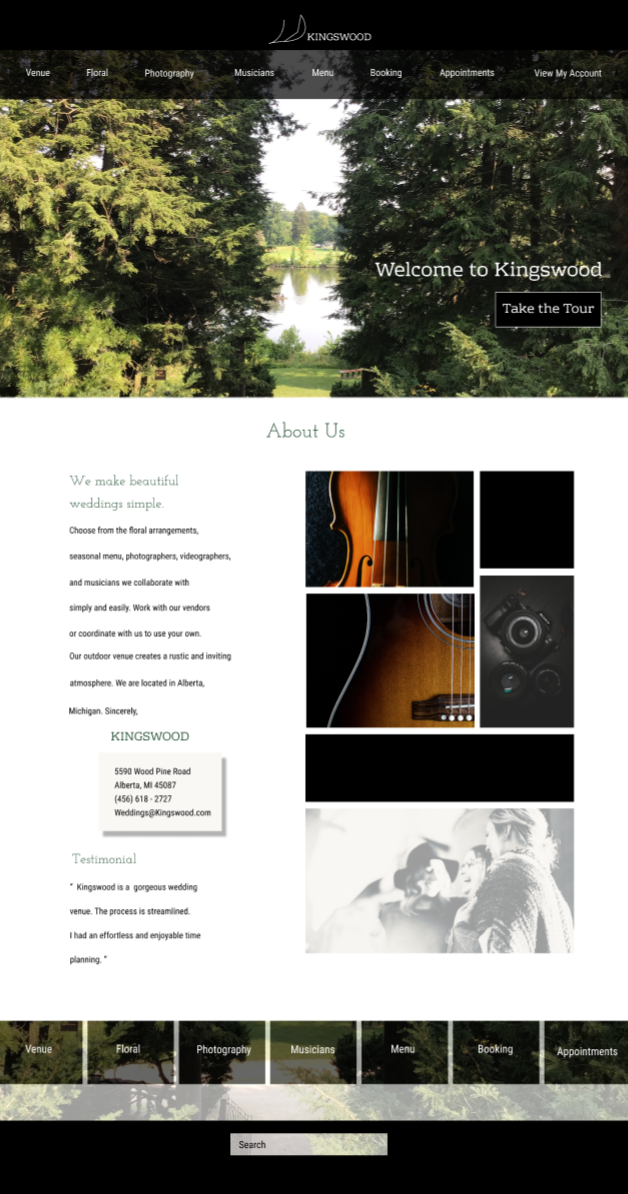 KINGSWOOD
Venue Floral Photography Musicians Menu Booking Appointments View My Account
Welcome to Kingswood
Take the Tour
About Us
We make beautiful
weddings simple.
Choose from the floral arrangements,
seasonal menu, photographers, videographers,
and musicians we collaborate with
simply and easily. Work with our vendors
or coordinate with us to use your own.
Our outdoor venue creates a rustic and inviting
atmosphere. We are located in Alberta,
Michigan. Sincerely,
KINGSWOOD
5590 Wood Pine Road
Alberta, MI 45087
(456) 618 - 2727
Weddings@Kingswood.com
Testimonial
“ Kingswood is a gorgeous wedding
venue. The process is streamlined.
I had an effortless and enjoyable time
planning. ”
Venue Floral Photography Musicians Menu Booking Appointments
Search